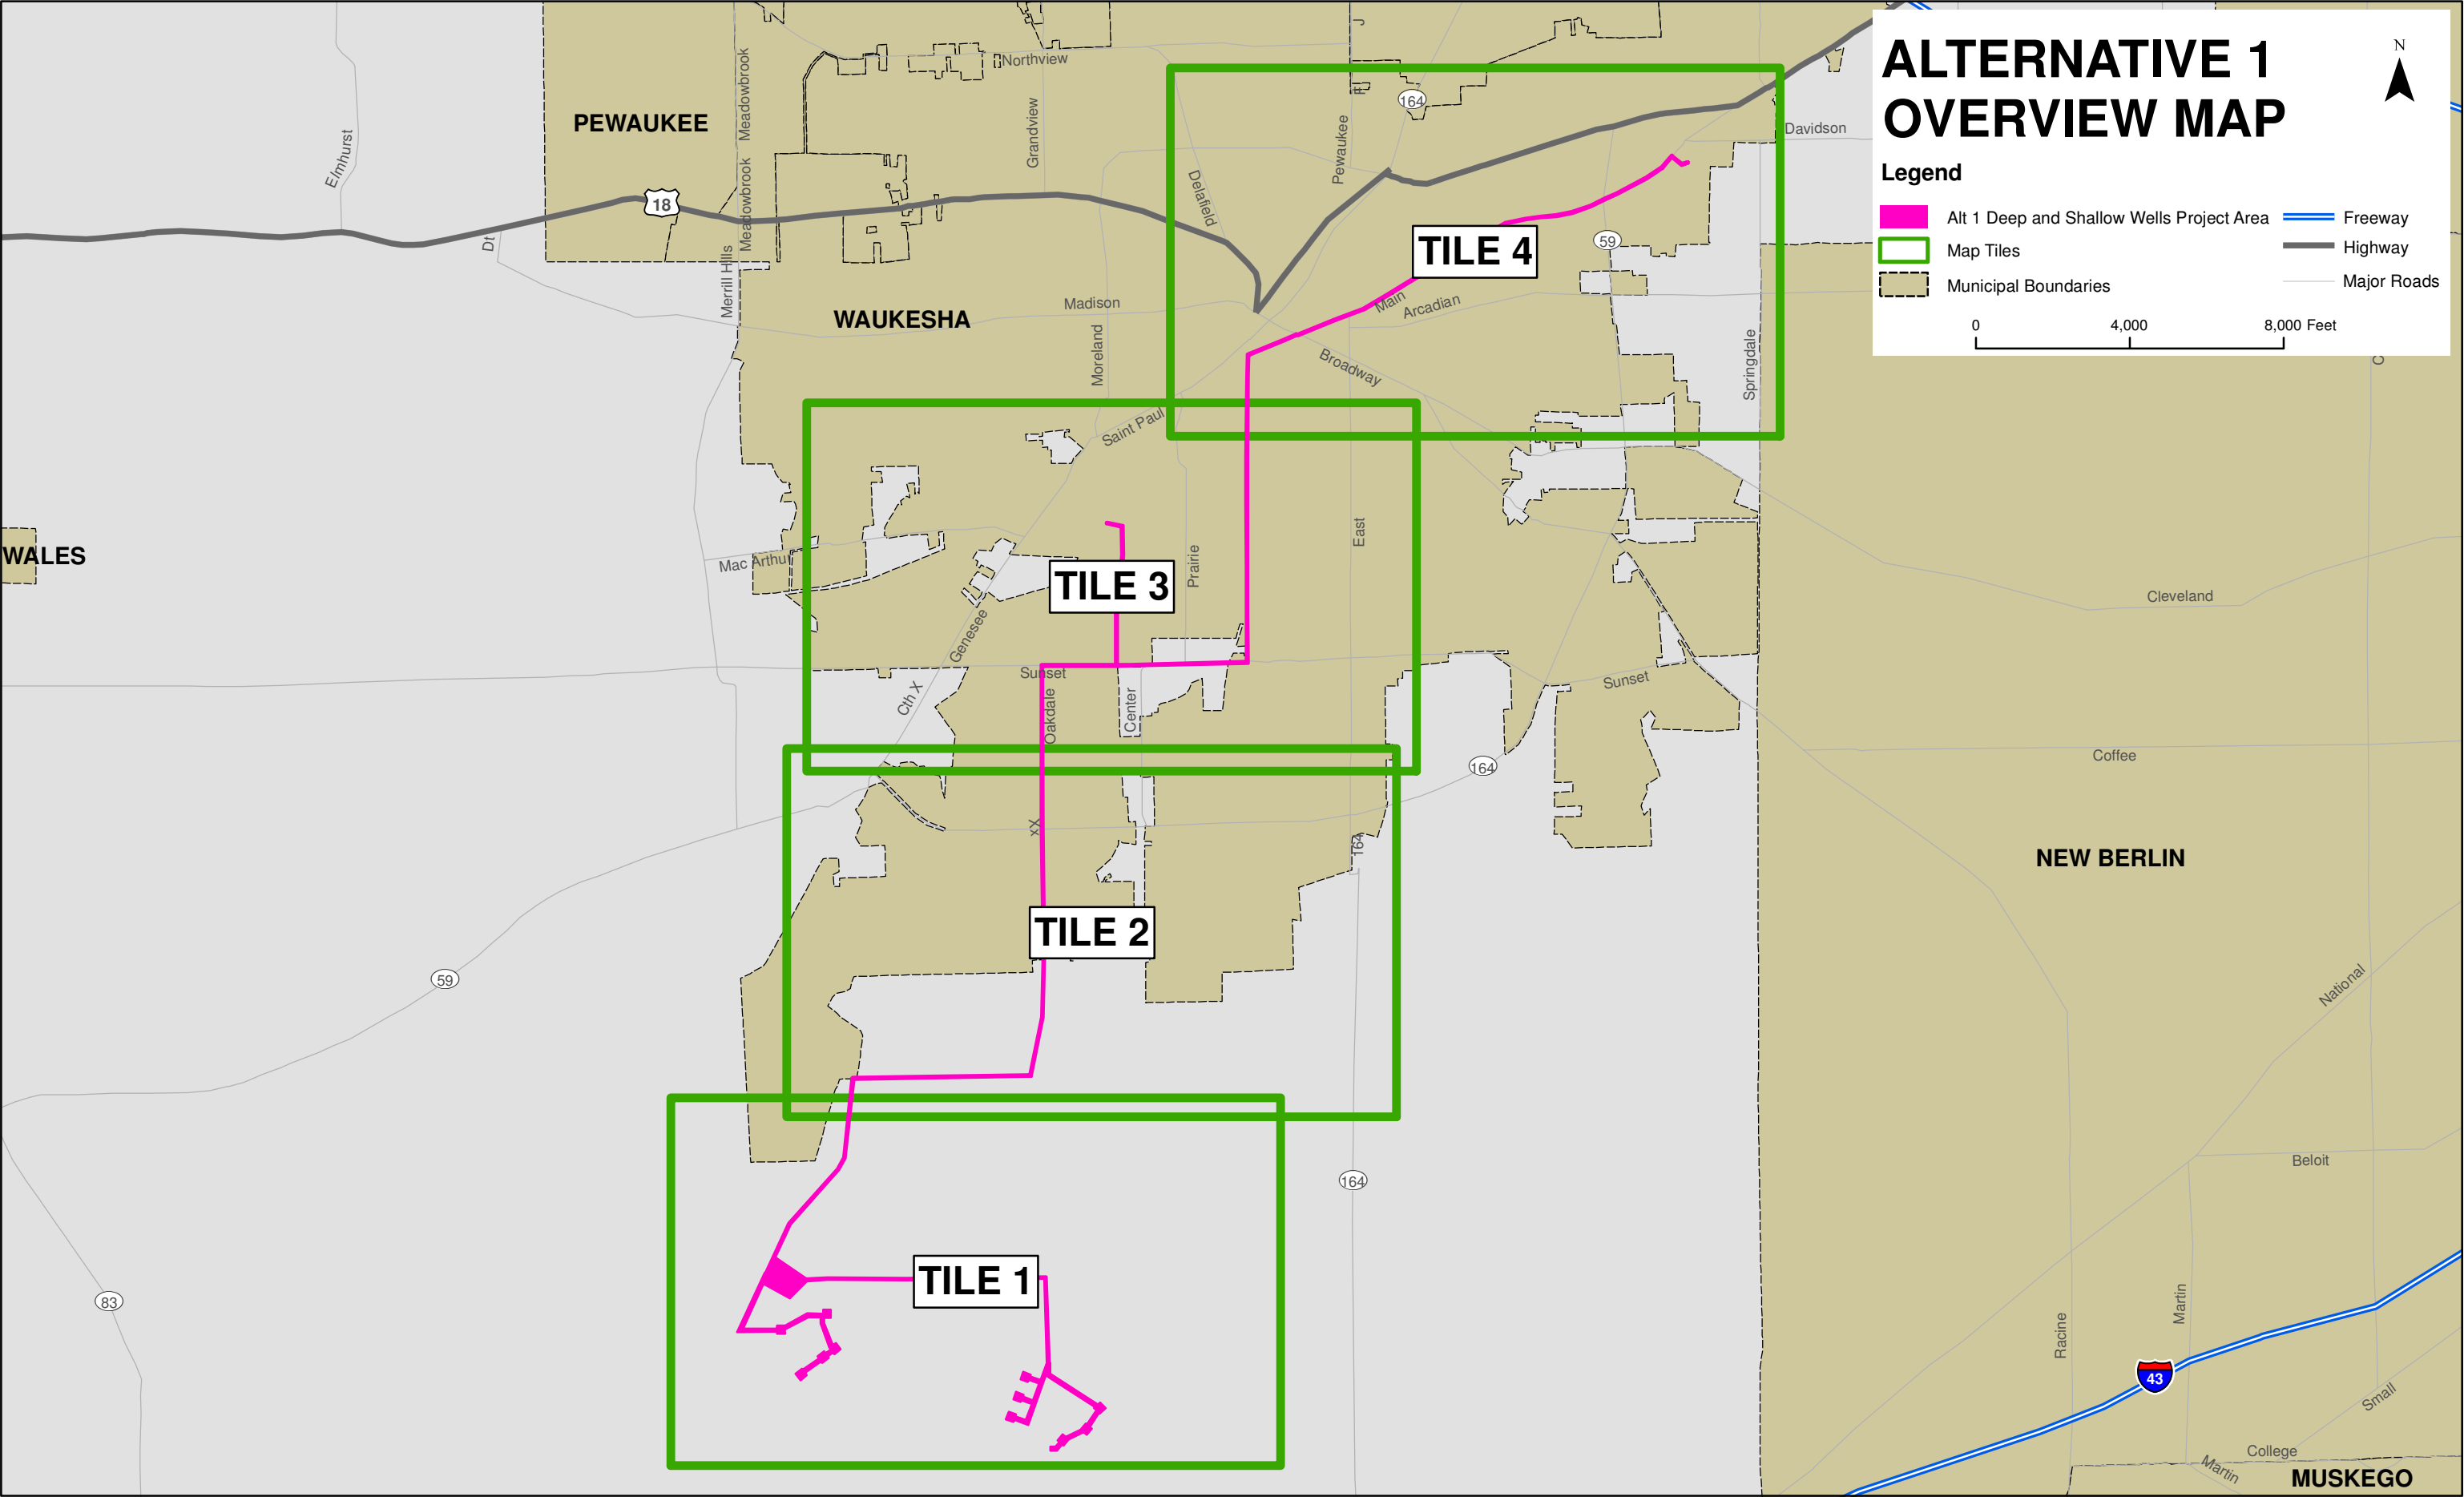 ALTERNATIVE 1
OVERVIEW MAP
N
Legend
Alt 1 Deep and Shallow Wells Project Area
Map Tiles
Municipal Boundaries
Freeway
Highway
Major Roads
0 4,000 8,000 Feet
Northview
J
F
164
Meadowbrook
Grandview
PEWAUKEE
Davidson
Elmhurst
Pewaukee
Meadowbrook
18
Delafield
Dt
59
TILE 4
Merrill Hills
Madison
Main
Arcadian
WAUKESHA
Moreland
Broadway
Springdale
C
Saint Paul
East
WALES
Mac Arthur
TILE 3
Prairie
Cleveland
Genesee
Sunset
Sunset
Cth X
Oakdale
Center
Coffee
164
xX
164
NEW BERLIN
TILE 2
59
National
Beloit
164
TILE 1
83
Racine
Martin
43
Small
College
Martin
MUSKEGO